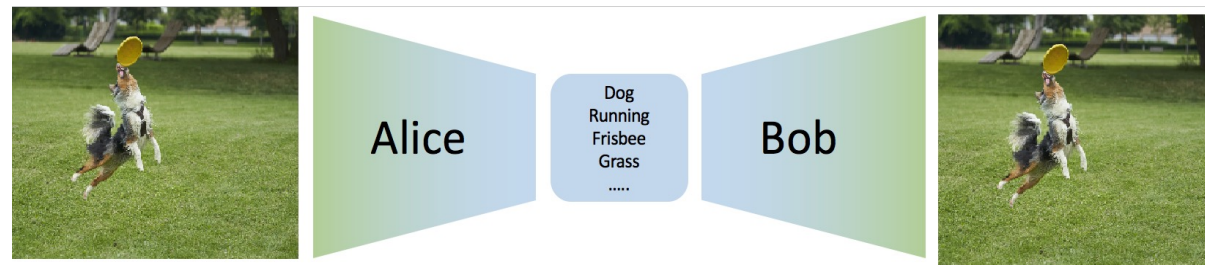 Alice
Dog
Running
Frisbee
Grass
.....
Bob